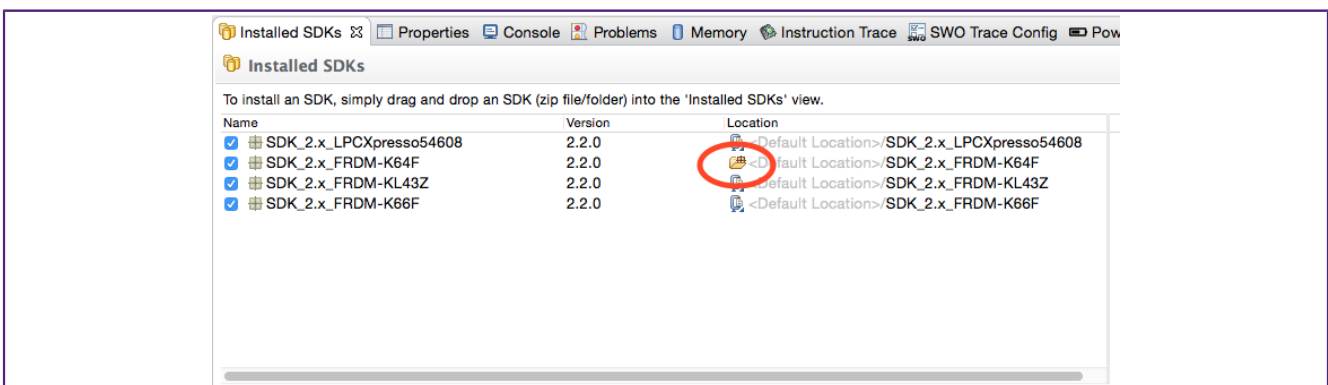 Installed SDKs Properties Console Problems Memory Instruction Trace SWO Trace Config Pow
Installed SDKs
To install an SDK, simply drag and drop an SDK (zip file/folder) into the 'Installed SDKs' view.
Name Version Location
SDK_2.x_LPCXpresso54608 2.2.0 <Default Location>/SDK_2.x_LPCXpresso54608
SDK_2.x_FRDM-K64F 2.2.0 <Default Location>/SDK_2.x_FRDM-K64F
SDK_2.x_FRDM-KL43Z 2.2.0 <Default Location>/SDK_2.x_FRDM-KL43Z
SDK_2.x_FRDM-K66F 2.2.0 <Default Location>/SDK_2.x_FRDM-K66F